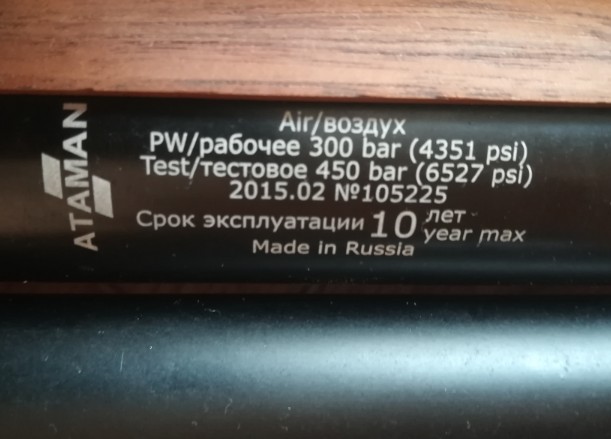 ATAMAN
Air/воздух
PW/рабочее 300 bar (4351 psi)
Test/тестовое 450 bar (6527 psi)
2015.02 №105225
Срок эксплуатации 10 лет
year max
Made in Russia